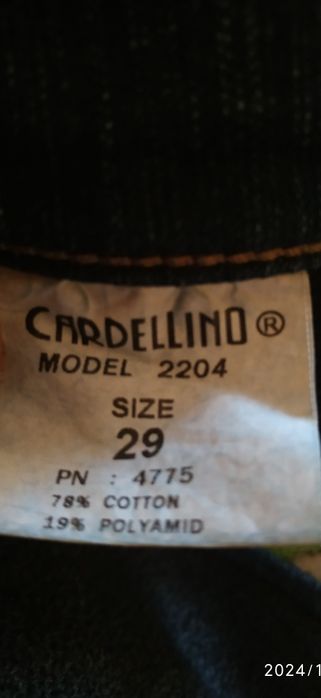 CARDELLINO®
MODEL 2204
SIZE
29
PN : 4775
78% COTTON
19% POLYAMID
2024/1